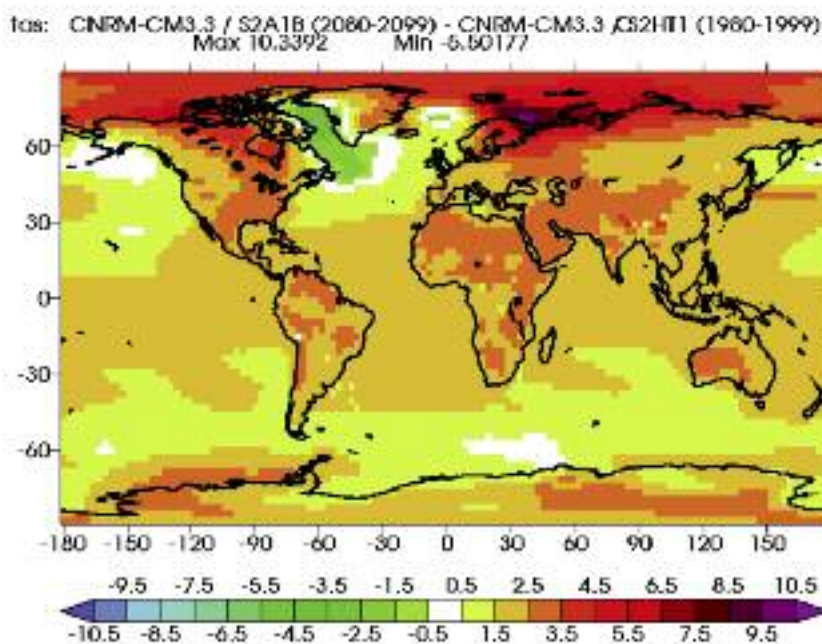 tas: CNRM-CM3.3 / S2A1B (2080-2099) - CNRM-CM3.3 /CS2HT1 (1980-1999)
Max 10.3392 Min -5.50177
60
30
0
-30
-60
-180 -150 -120 -90 -60 -30 0 30 60 90 120 150
-9.5 -7.5 -5.5 -3.5 -1.5 0.5 2.5 4.5 6.5 8.5 10.5
-10.5 -8.5 -6.5 -4.5 -2.5 -0.5 1.5 3.5 5.5 7.5 9.5